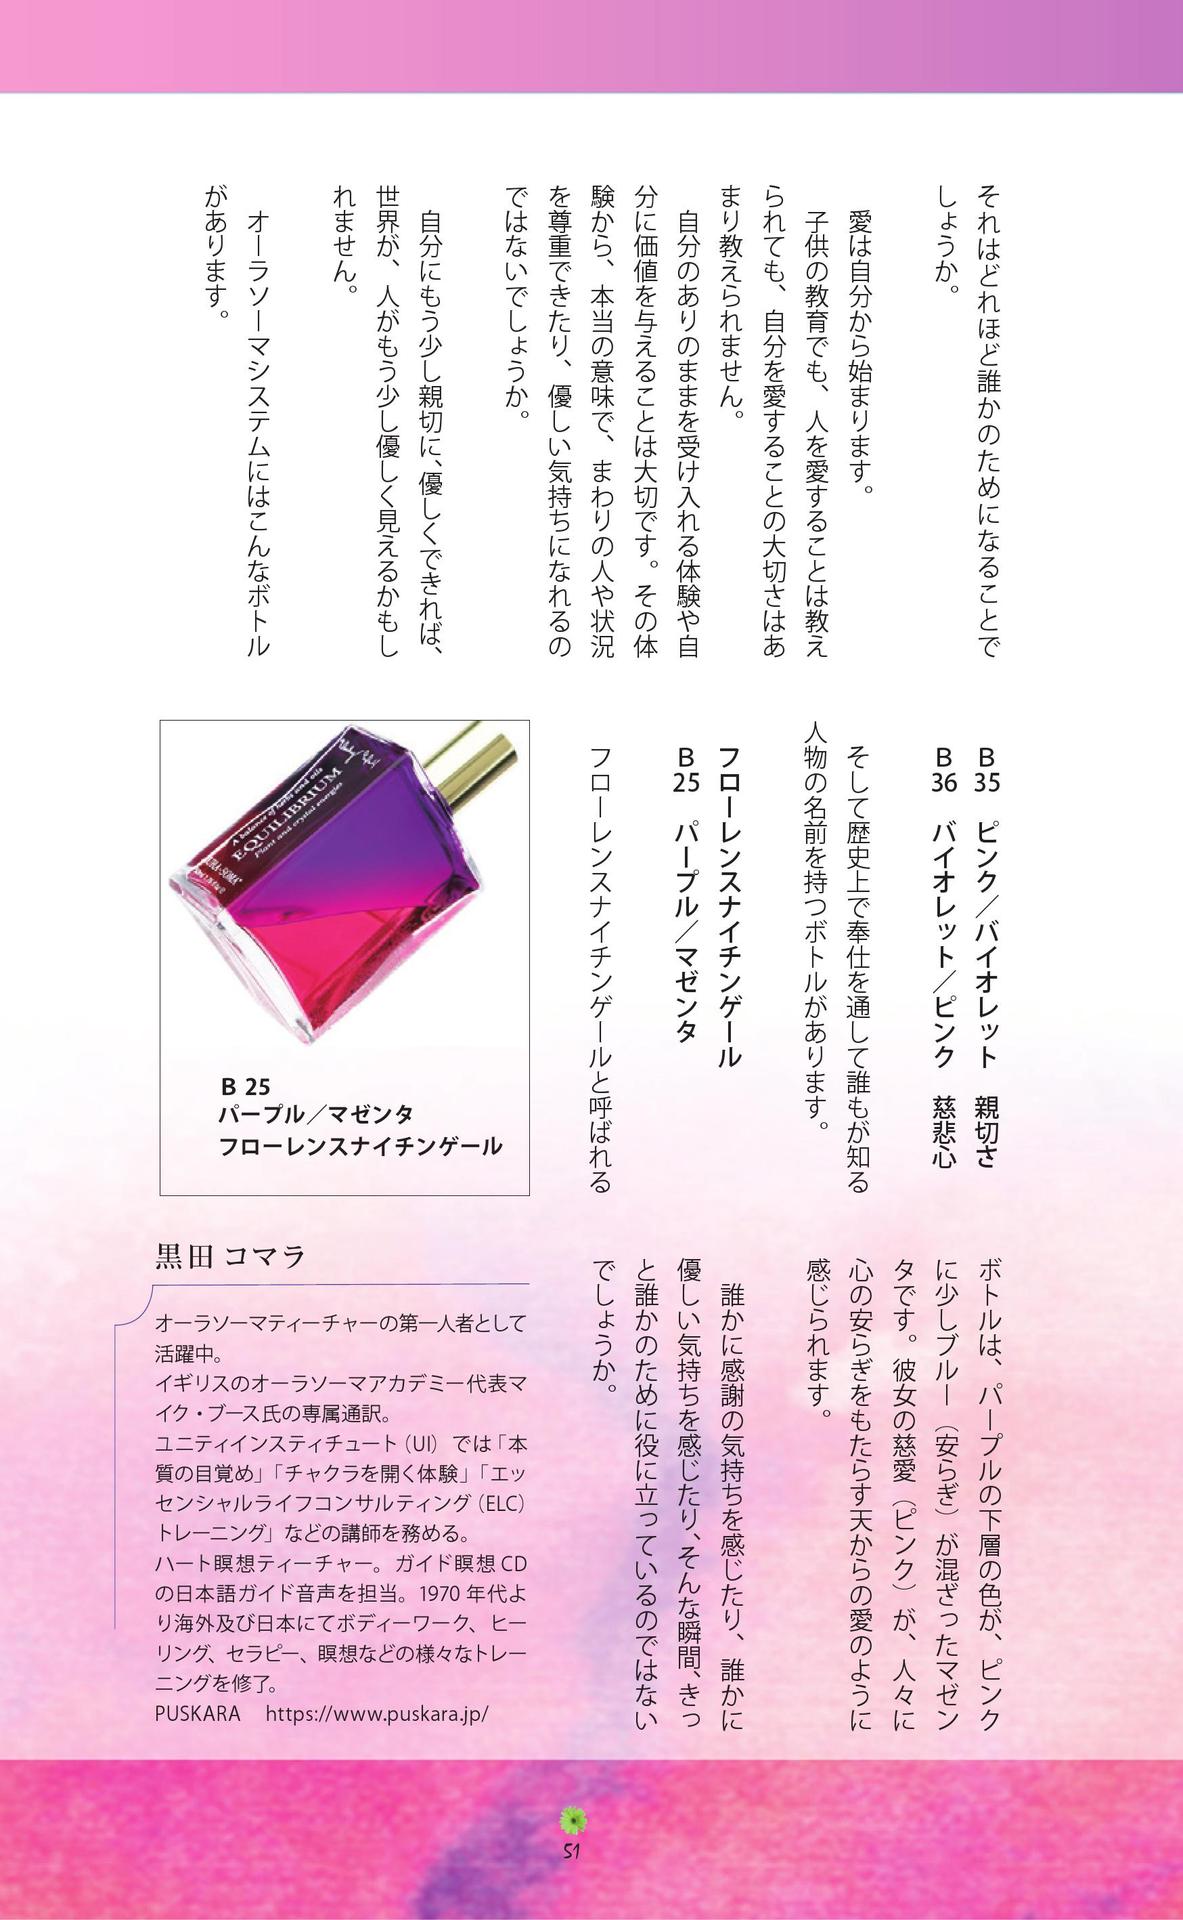 それはどれほど誰かのためになることで
しょうか。
愛は自分から始まります。
子供の教育でも、人を愛することは教え
られても、自分を愛することの大切さはあ
まり教えられません。
自分のありのままを受け入れる体験や自
分に価値を与えることは大切です。その体
験から、本当の意味で、まわりの人や状況
を尊重できたり、優しい気持ちになれるの
ではないでしょうか。
自分にもう少し親切に、優しくできれば、
世界が、人がもう少し優しく見えるかもし
れません。
オーラソーマシステムにはこんなボトル
があります。
B 35 ピンク／バイオレット 親切さ
B 36 バイオレット／ピンク 慈悲心
そして歴史上で奉仕を通して誰もが知る
人物の名前を持つボトルがあります。
フローレンスナイチンゲール
B 25 パープル／マゼンタ
フローレンスナイチンゲールと呼ばれる
A balance of herbs and oils
EQUILIBRIUM
Plant and crystal energies
AURA-SOMA
B 25
パープル／マゼンタ
フローレンスナイチンゲール
ボトルは、パープルの下層の色が、ピンク
に少しブルー（安らぎ）が混ざったマゼン
タです。彼女の慈愛（ピンク）が、人々に
心の安らぎをもたらす天からの愛のように
感じられます。
誰かに感謝の気持ちを感じたり、誰かに
優しい気持ちを感じたり、そんな瞬間、きっ
と誰かのために役に立っているのではない
でしょうか。
黒田 コマラ
オーラソーマティーチャーの第一人者として
活躍中。
イギリスのオーラソーマアカデミー代表マ
イク・ブース氏の専属通訳。
ユニティインスティチュート（UI）では「本
質の目覚め」「チャクラを開く体験」「エッ
センシャルライフコンサルティング（ELC）
トレーニング」などの講師を務める。
ハート瞑想ティーチャー。ガイド瞑想 CD
の日本語ガイド音声を担当。1970 年代よ
り海外及び日本にてボディーワーク、ヒー
リング、セラピー、瞑想などの様々なトレー
ニングを修了。
PUSKARA https://www.puskara.jp/
51